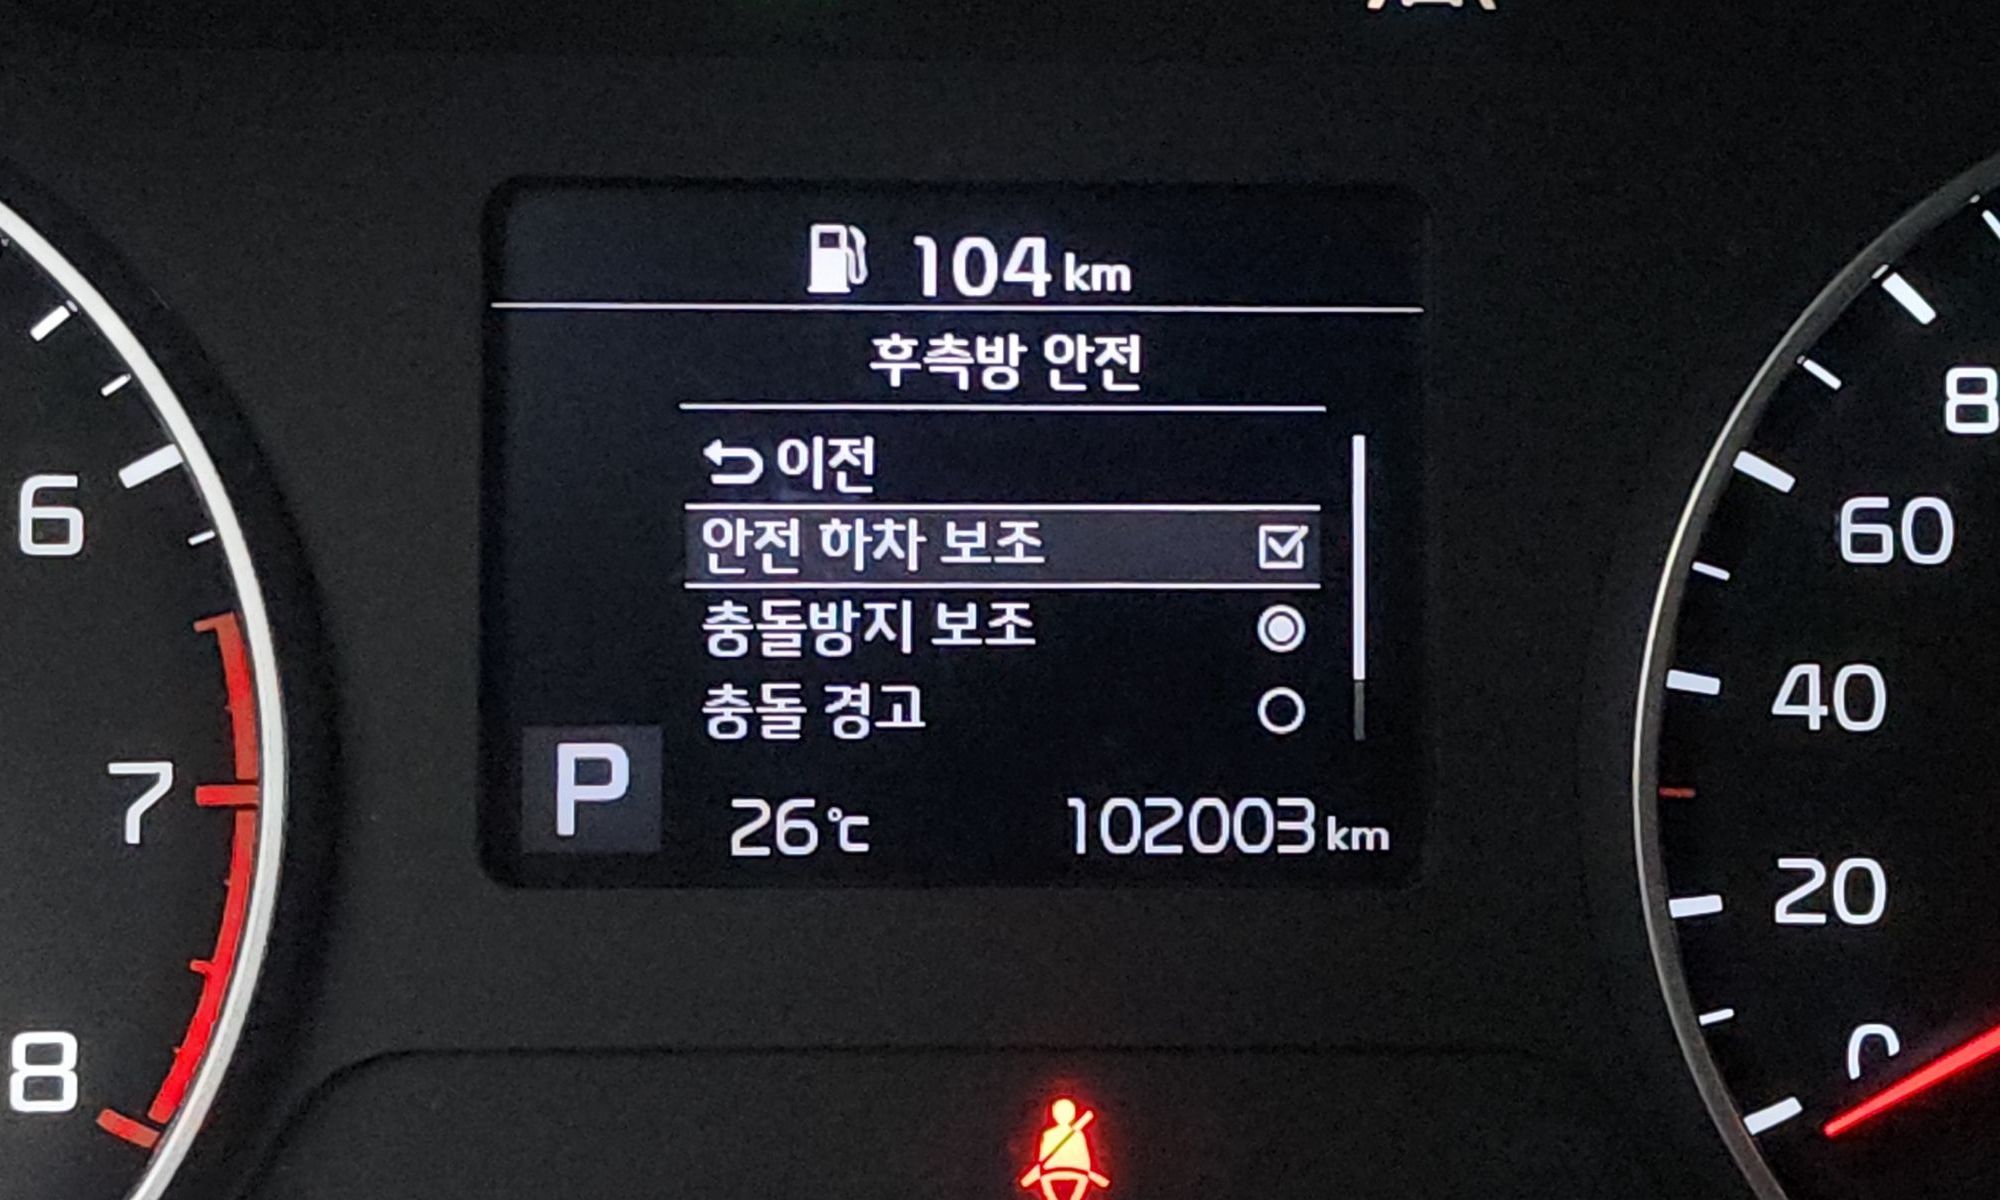 104 km
후측방 안전
이전
안전 하차 보조
충돌방지 보조
충돌 경고
P
26℃ 102003 km
6
7
8
8
60
40
20
0